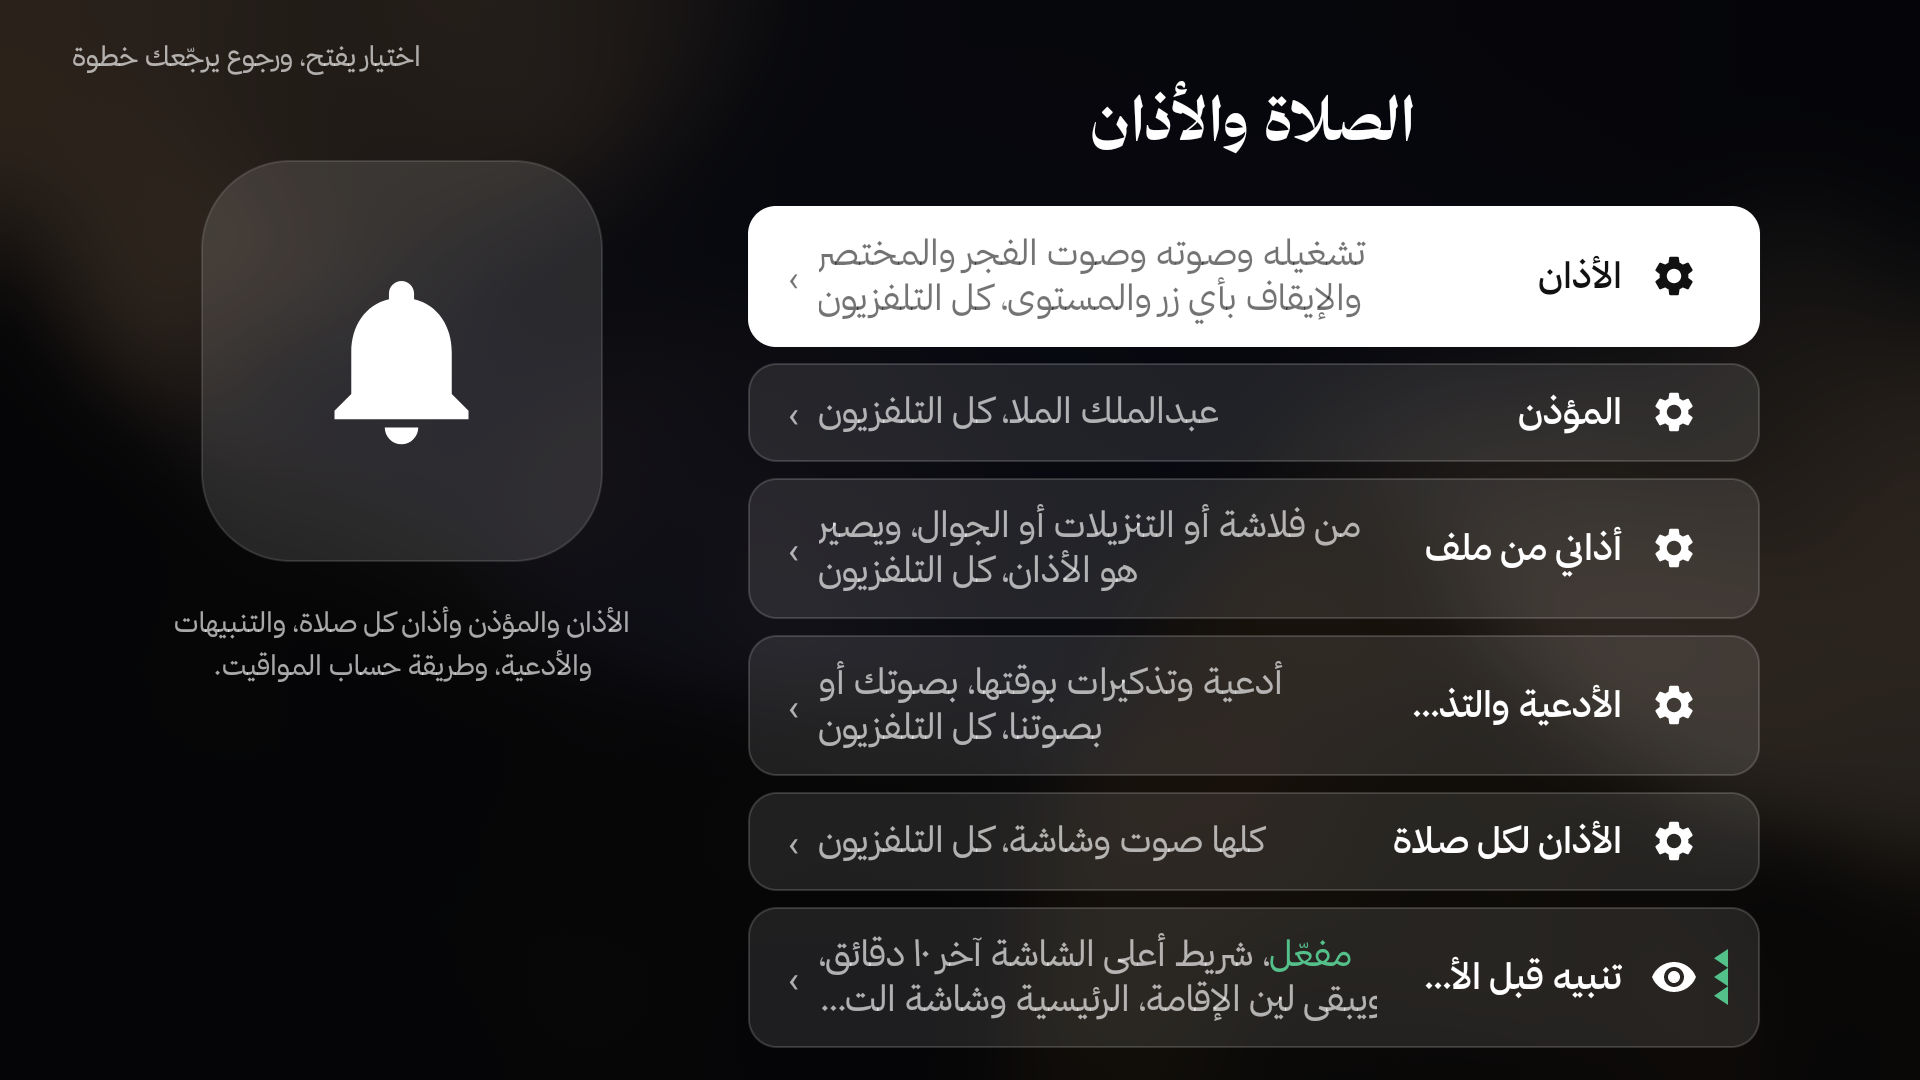 اختيار يفتح، ورجوع يرجّعك خطوة
الصلاة والأذان
الأذان
تشغيله وصوته وصوت الفجر والمختصر
والإيقاف بأي زر والمستوى، كل التلفزيون
المؤذن
عبدالملك الملا، كل التلفزيون
أذاني من ملف
من فلاشة أو التنزيلات أو الجوال، ويصير
هو الأذان، كل التلفزيون
الأدعية والتذ...
أدعية وتذكيرات بوقتها، بصوتك أو
بصوتنا، كل التلفزيون
الأذان لكل صلاة
كلها صوت وشاشة، كل التلفزيون
تنبيه قبل الأ...
مفعّل، شريط أعلى الشاشة آخر ١٠ دقائق،
ويبقى لين الإقامة، الرئيسية وشاشة الت...
الأذان والمؤذن وأذان كل صلاة، والتنبيهات
والأدعية، وطريقة حساب المواقيت.